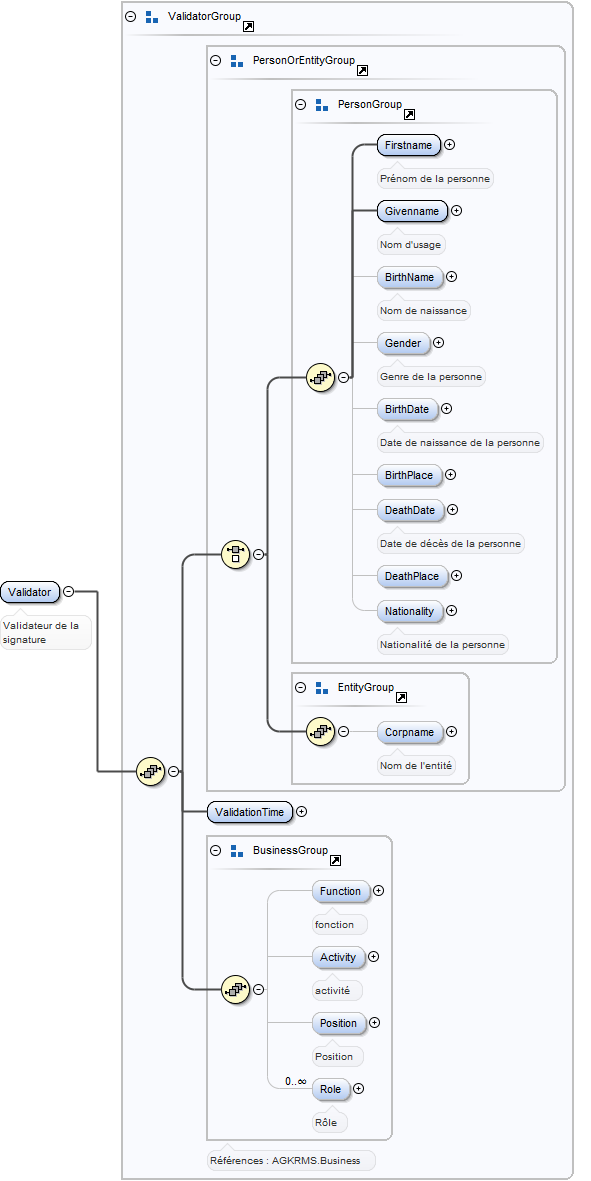 ValidatorGroup
PersonOrEntityGroup
PersonGroup
Firstname
Prénom de la personne
Givenname
Nom d'usage
BirthName
Nom de naissance
Gender
Genre de la personne
BirthDate
Date de naissance de la personne
BirthPlace
DeathDate
Date de décès de la personne
DeathPlace
Nationality
Nationalité de la personne
Validator
Validateur de la
signature
EntityGroup
Corpname
Nom de l'entité
ValidationTime
BusinessGroup
Function
fonction
Activity
activité
Position
Position
0..∞
Role
Rôle
Références : AGKRMS.Business